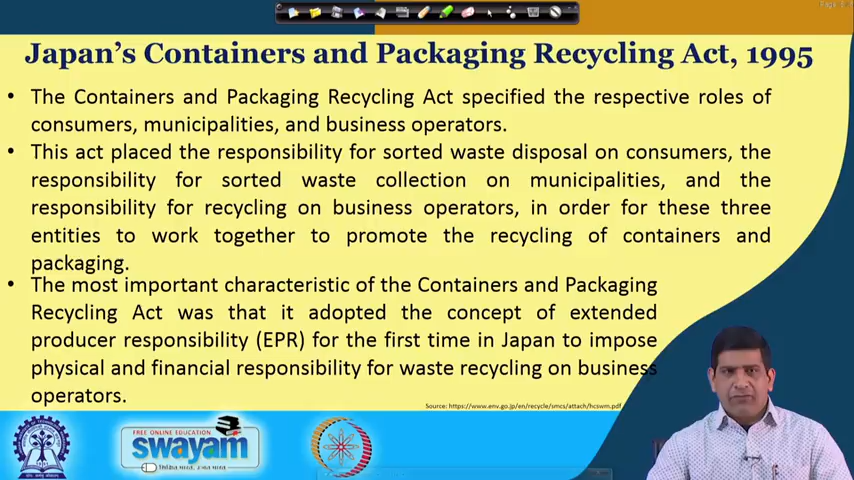 Japan's Containers and Packaging Recycling Act, 1995
• The Containers and Packaging Recycling Act specified the respective roles of
consumers, municipalities, and business operators.
• This act placed the responsibility for sorted waste disposal on consumers, the
responsibility for sorted waste collection on municipalities, and the
responsibility for recycling on business operators, in order for these three
entities to work together to promote the recycling of containers and
packaging.
• The most important characteristic of the Containers and Packaging
Recycling Act was that it adopted the concept of extended
producer responsibility (EPR) for the first time in Japan to impose
physical and financial responsibility for waste recycling on business
operators.
Source: https://www.env.go.jp/en/recycle/smcs/attach/hcswm.pdf
FREE ONLINE EDUCATION
swayam